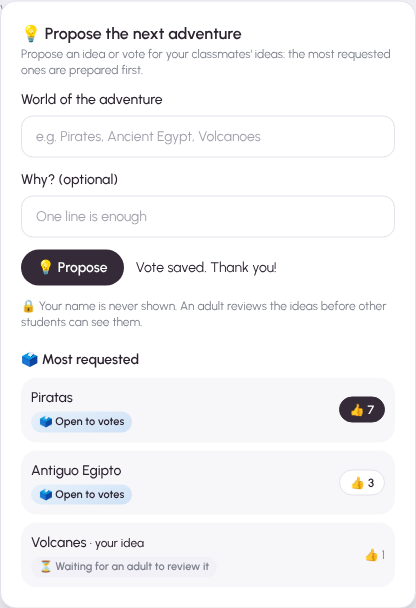 💡 Propose the next adventure
Propose an idea or vote for your classmates' ideas: the most requested
ones are prepared first.
World of the adventure
e.g. Pirates, Ancient Egypt, Volcanoes
Why? (optional)
One line is enough
💡 Propose
Vote saved. Thank you!
🔒 Your name is never shown. An adult reviews the ideas before other
students can see them.
🗳️ Most requested
Piratas
🗳️ Open to votes
👍 7
Antiguo Egipto
🗳️ Open to votes
👍 3
Volcanes · your idea
⏳ Waiting for an adult to review it
👍 1